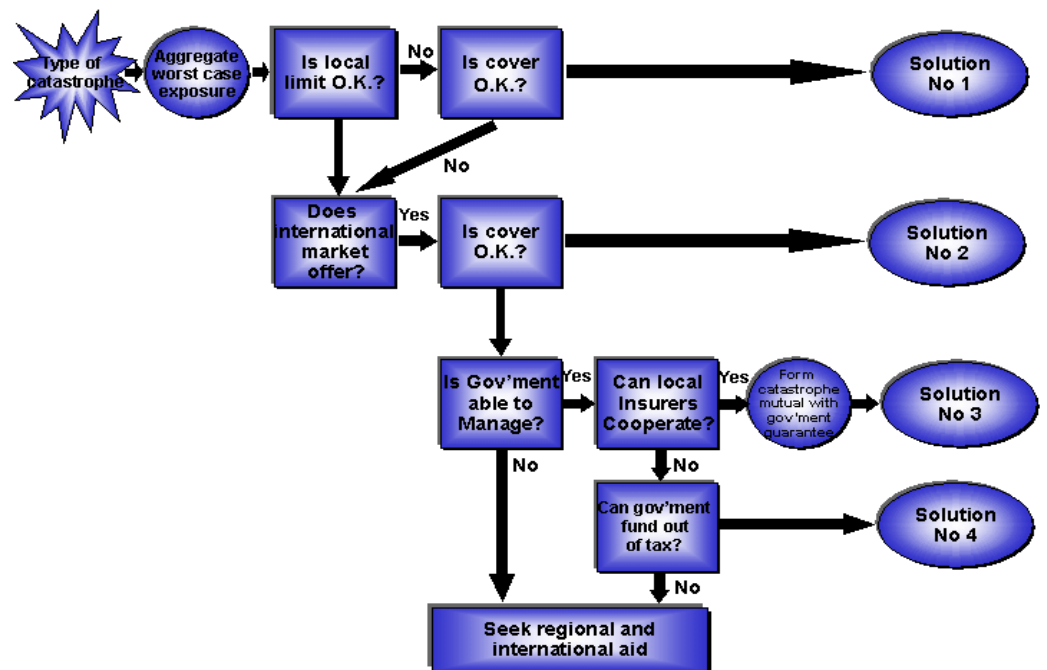 Type of
catastrophe
Aggregate
worst case
exposure
Is local
limit O.K.?
No
Is cover
O.K.?
Solution
No 1
No
Does
international
market
offer?
Yes
Is cover
O.K.?
Solution
No 2
Is Gov'ment
able to
Manage?
Yes
Can local
Insurers
Cooperate?
Yes
Form
catastrophe
mutual with
gov'ment
guarantee
Solution
No 3
No
No
Can gov'ment
fund out
of tax?
Solution
No 4
No
Seek regional and
international aid